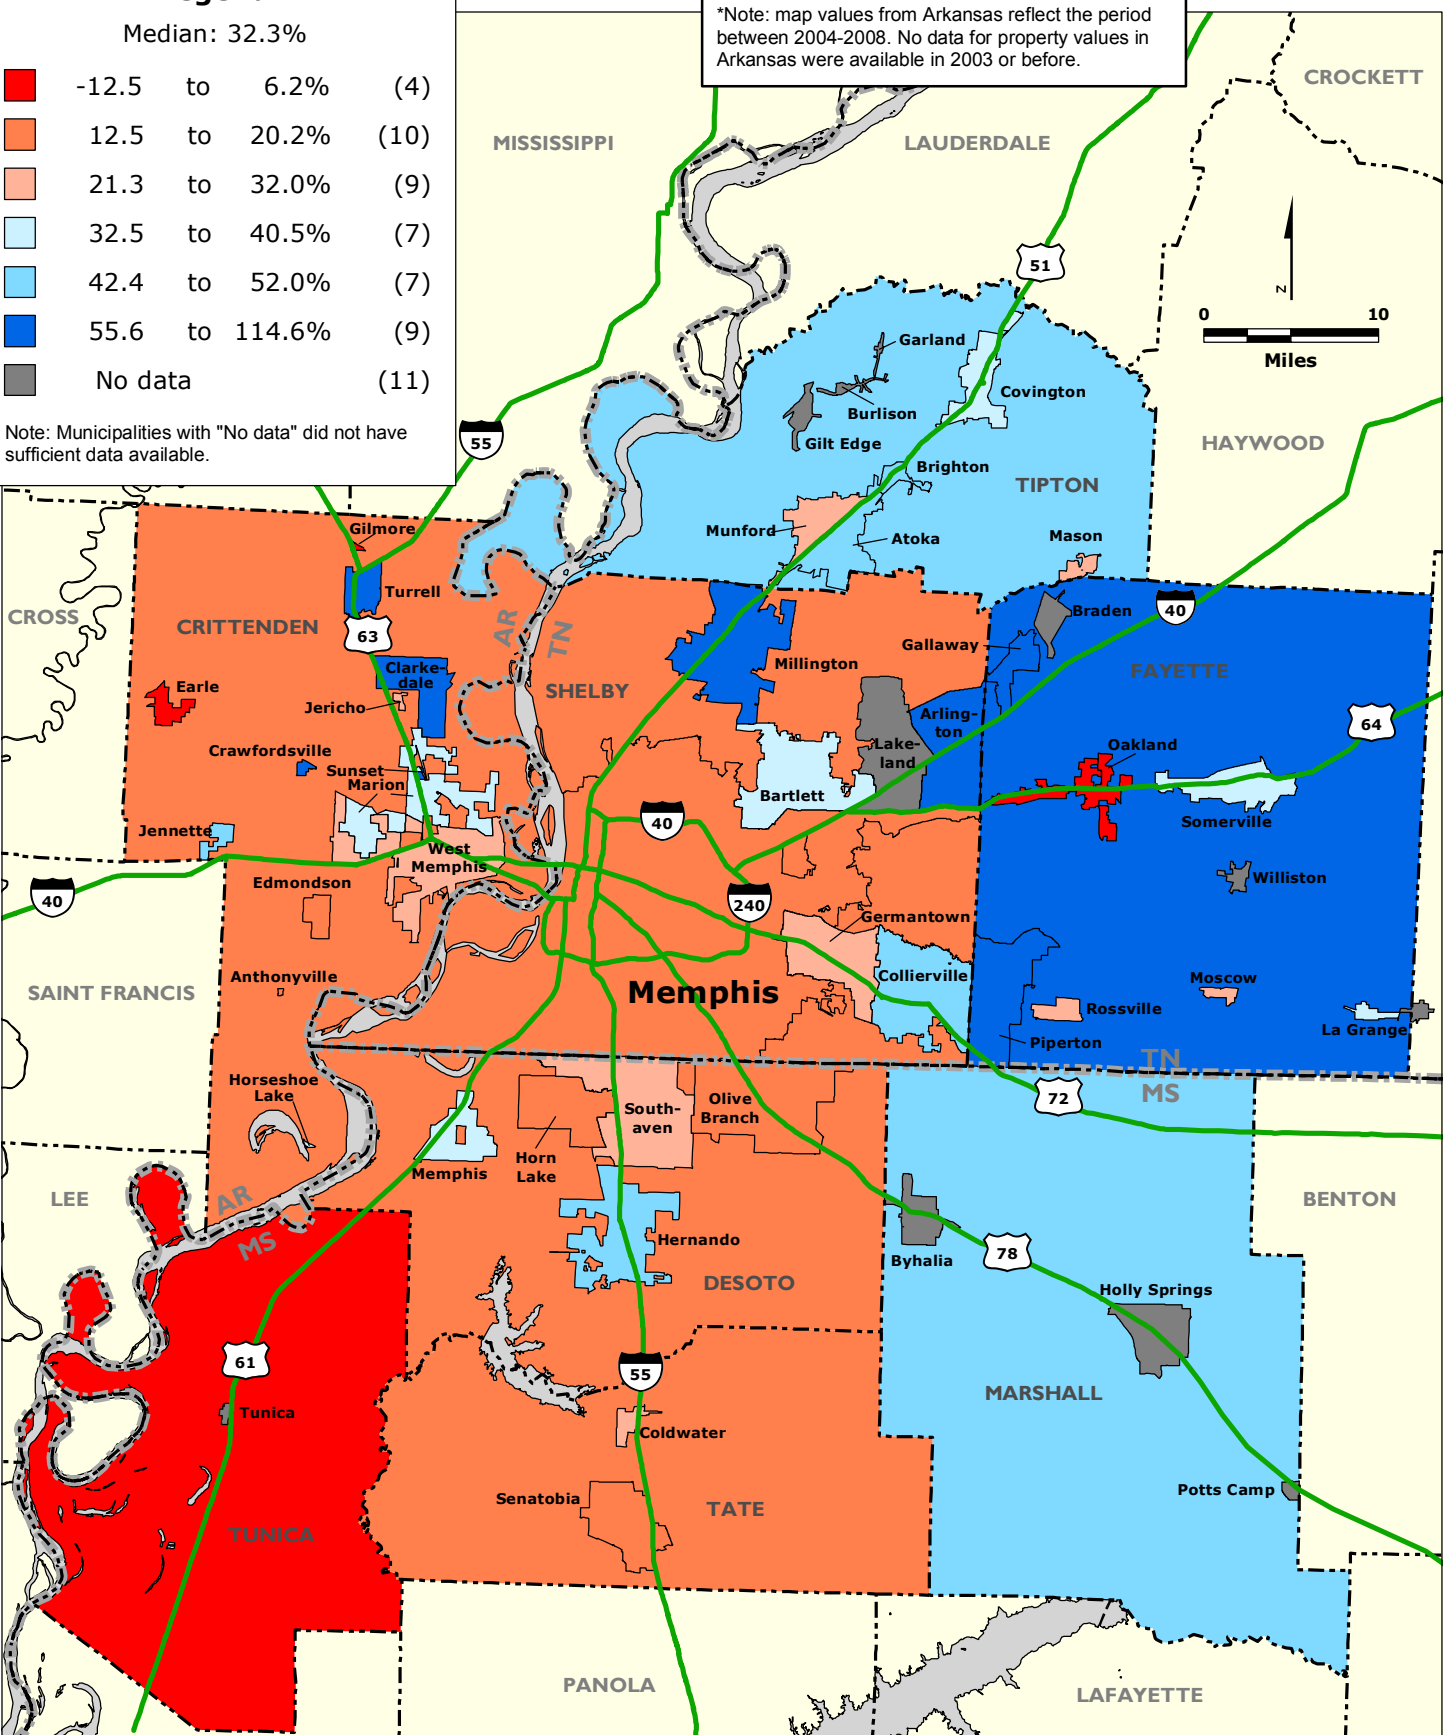 Median: 32.3%
-12.5 to 6.2% (4)
12.5 to 20.2% (10)
21.3 to 32.0% (9)
32.5 to 40.5% (7)
42.4 to 52.0% (7)
55.6 to 114.6% (9)
No data (11)
Note: Municipalities with "No data" did not have
sufficient data available.
*Note: map values from Arkansas reflect the period
between 2004-2008. No data for property values in
Arkansas were available in 2003 or before.
CROCKETT
MISSISSIPPI
LAUDERDALE
51
N
0 10
Miles
Garland
Covington
Burlison
Gilt Edge
55
HAYWOOD
Brighton
TIPTON
Gilmore
Munford
Atoka
Mason
Turrell
CROSS
CRITTENDEN
63
AR
TN
Braden
40
Gallaway
Millington
FAYETTE
Clarke-
dale
Earle
SHELBY
Jericho
Arling-
ton
64
Lake-
land
Oakland
Crawfordsville
Sunset
Marion
Bartlett
40
Somerville
Jennette
West
Memphis
Edmondson
40
240
Williston
Germantown
Anthonyville
Collierville
Moscow
SAINT FRANCIS
Memphis
Rossville
La Grange
Piperton
TN
MS
72
Horseshoe
Lake
South-
aven
Olive
Branch
Horn
Lake
Memphis
LEE
AR
MS
BENTON
Hernando
Byhalia
78
DESOTO
Holly Springs
61
55
MARSHALL
Tunica
Coldwater
Potts Camp
Senatobia
TATE
TUNICA
PANOLA
LAFAYETTE